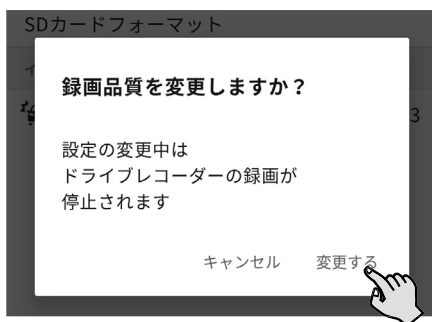 SDカードフォーマット
イ
録画品質を変更しますか？
3
設定の変更中は
ドライブレコーダーの録画が
停止されます
キャンセル
変更する